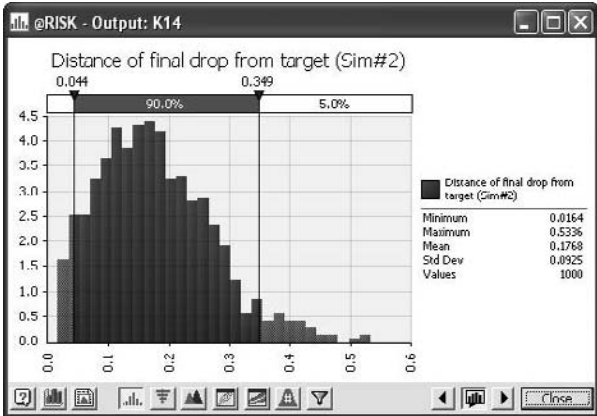 @RISK - Output: K14
Distance of final drop from target (Sim#2)
0.044 0.349
90.0% 5.0%
4.5
4.0
3.5
3.0
2.5
2.0
1.5
1.0
0.5
0.0
0.0 0.1 0.2 0.3 0.4 0.5 0.6
Distance of final drop from
target (Sim#2)
Minimum 0.0164
Maximum 0.5336
Mean 0.1768
Std Dev 0.0925
Values 1000
Close